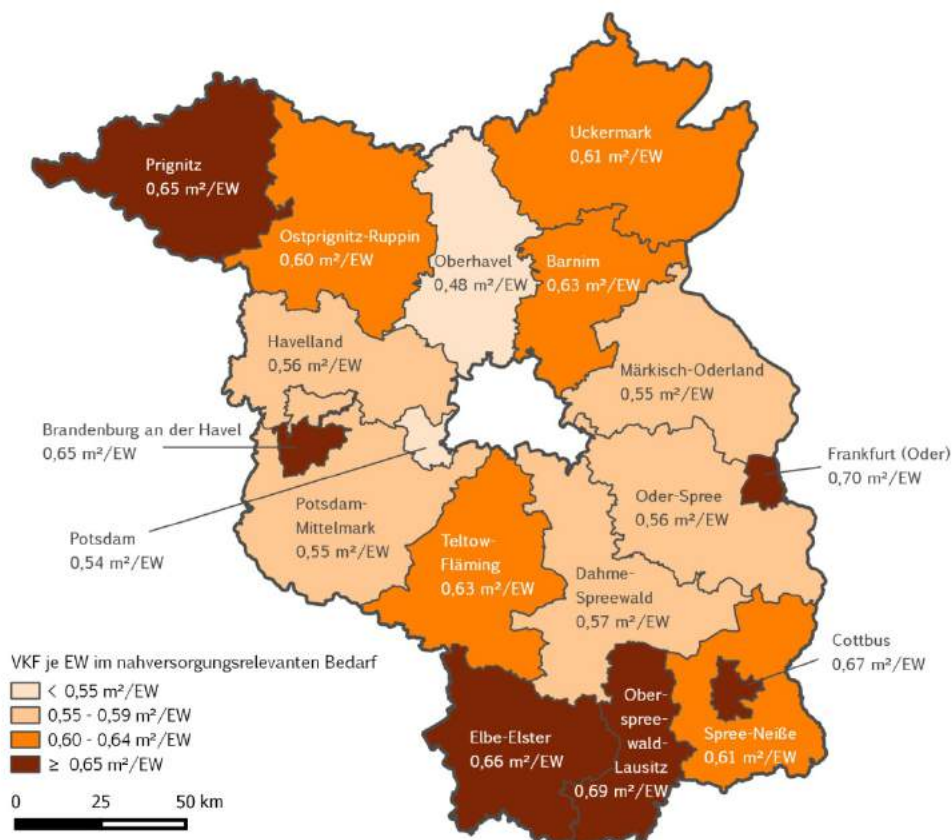 Uckermark
0,61 m²/EW
Prignitz
0,65 m²/EW
Ostprignitz-Ruppin
0,60 m²/EW
Oberhavel
0,48 m²/EW
Barnim
0,63 m²/EW
Havelland
0,56 m²/EW
Märkisch-Oderland
0,55 m²/EW
Brandenburg an der Havel
0,65 m²/EW
Frankfurt (Oder)
0,70 m²/EW
Oder-Spree
0,56 m²/EW
Potsdam-
Mittelmark
0,55 m²/EW
Potsdam
0,54 m²/EW
Teltow-
Fläming
0,63 m²/EW
Dahme-
Spreewald
0,57 m²/EW
Cottbus
0,67 m²/EW
Elbe-Elster
0,66 m²/EW
Ober-
spree-
wald-
Lausitz
0,69 m²/EW
Spree-Neiße
0,61 m²/EW
VKF je EW im nahversorgungsrelevanten Bedarf
< 0,55 m²/EW
0,55 - 0,59 m²/EW
0,60 - 0,64 m²/EW
≥ 0,65 m²/EW
0 25 50 km